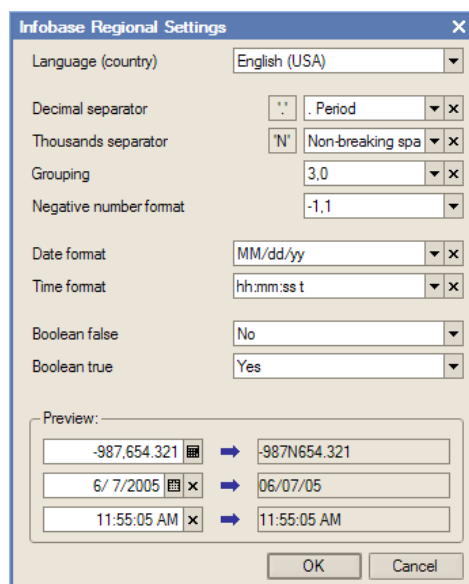 Infobase Regional Settings
Language (country) English (USA)
Decimal separator '.' . Period
Thousands separator "N" Non-breaking spa
Grouping 3,0
Negative number format -1,1
Date format MM/dd/yy
Time format hh:mm:ss t
Boolean false No
Boolean true Yes
Preview:
-987,654.321 -987N654.321
6/ 7/2005 06/07/05
11:55:05 AM 11:55:05 AM
OK Cancel